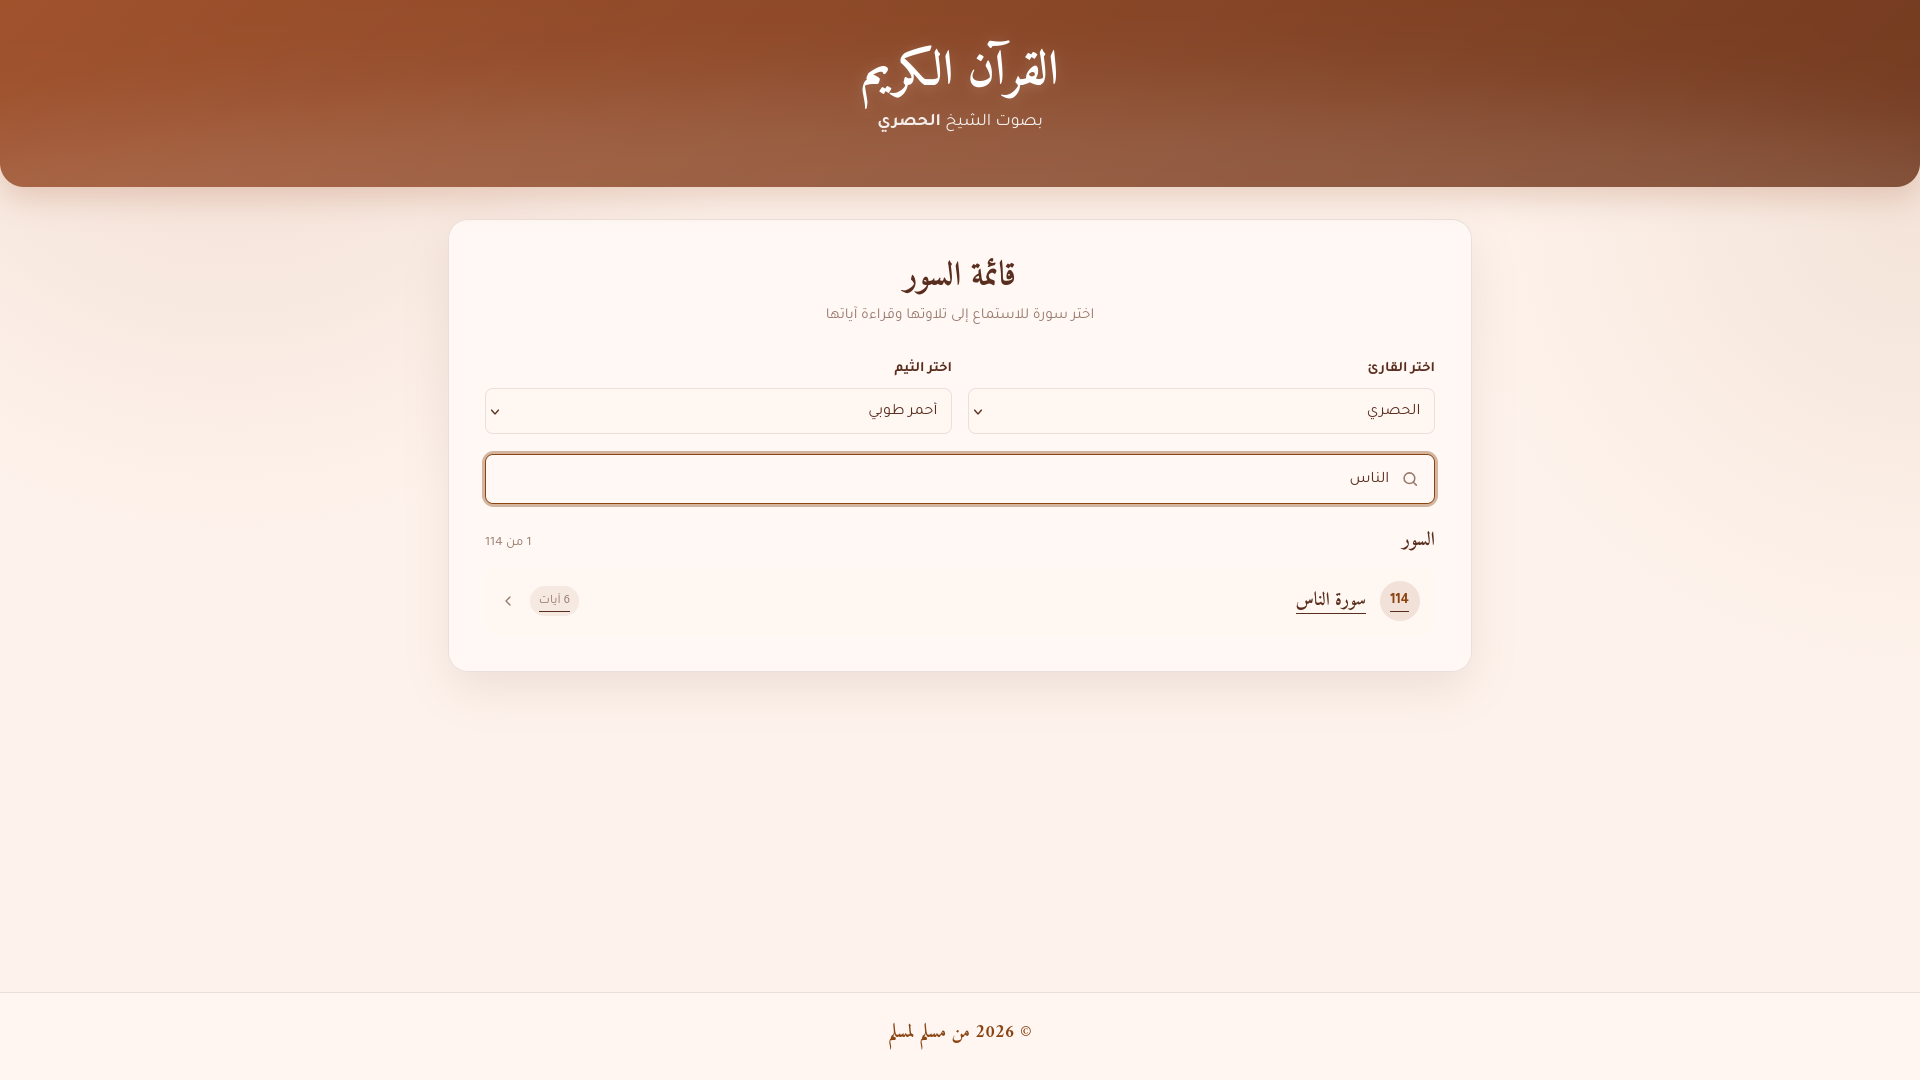 القرآن الكريم
بصوت الشيخ الحصري
قائمة السور
اختر سورة للاستماع إلى تلاوتها وقراءة آياتها
اختر القارئ
الحصري
اختر الثيم
أحمر طوبي
الناس
السور
1 من 114
114
سورة الناس
6 آيات
© 2026 من مسلم لمسلم